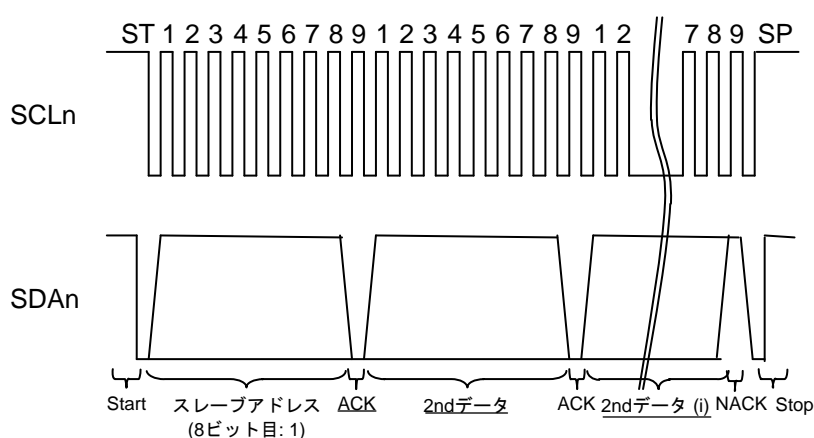 ST 1 2 3 4 5 6 7 8 9 1 2 3 4 5 6 7 8 9 1 2 7 8 9 SP
SCLn
SDAn
Start スレーブアドレス ACK 2ndデータ ACK 2ndデータ (i) NACK Stop
(8ビット目: 1)